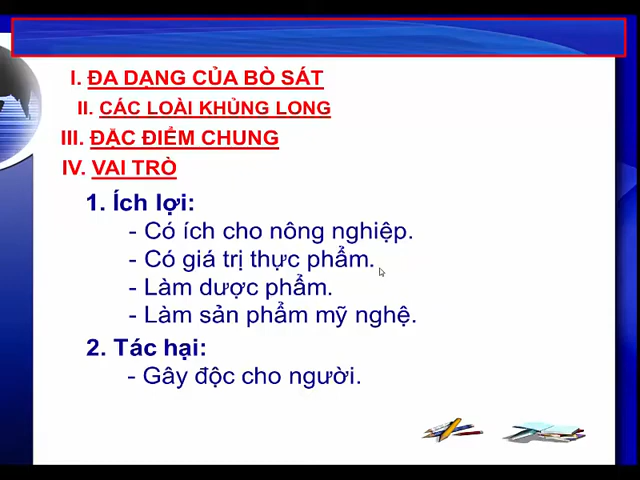 I. ĐA DẠNG CỦA BÒ SÁT
II. CÁC LOÀI KHỦNG LONG
III. ĐẶC ĐIỂM CHUNG
IV. VAI TRÒ
1. Ích lợi:
- Có ích cho nông nghiệp.
- Có giá trị thực phẩm.
- Làm dược phẩm.
- Làm sản phẩm mỹ nghệ.
2. Tác hại:
- Gây độc cho người.